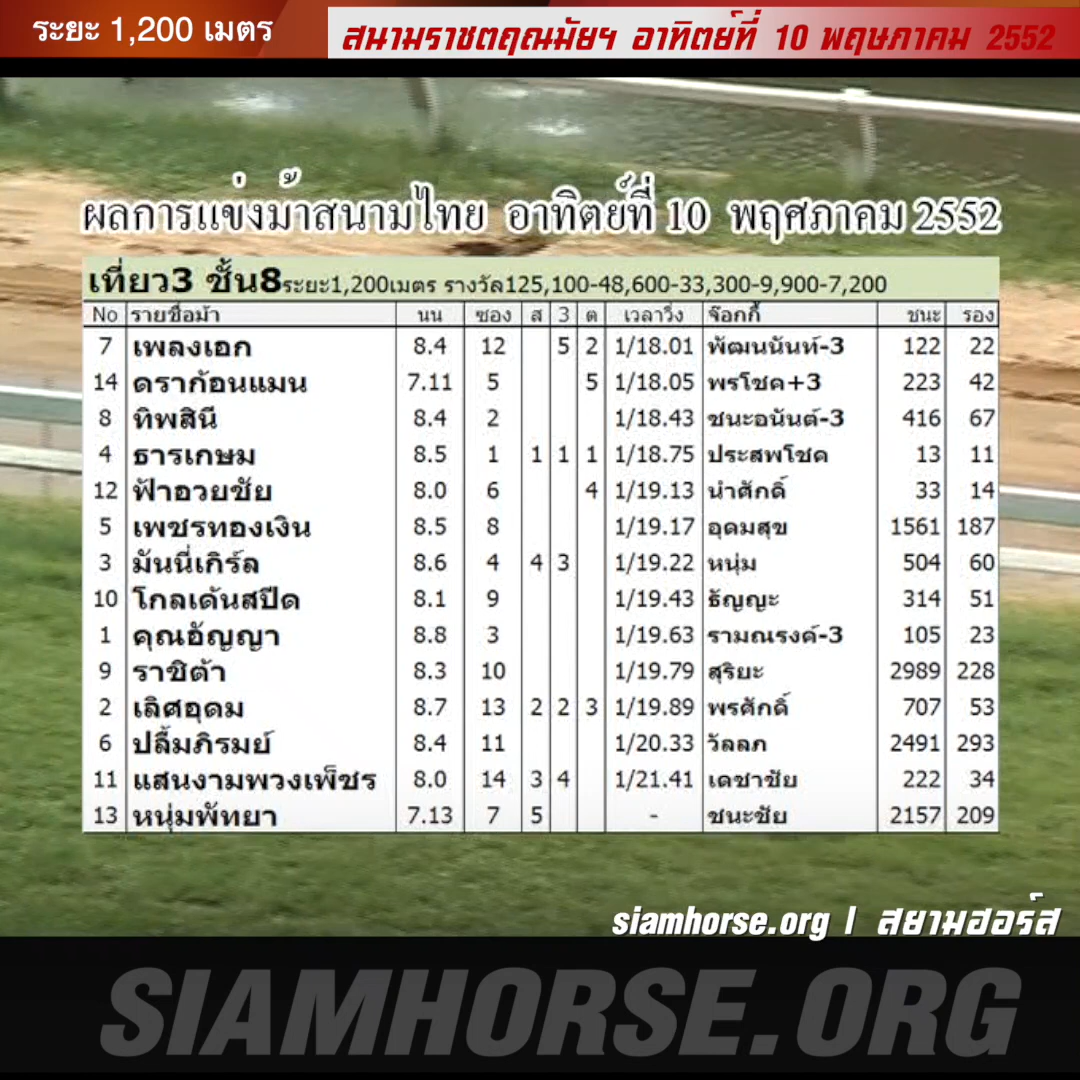 ระยะ 1,200 เมตร
สนามราชตฤณมัยฯ อาทิตย์ที่ 10 พฤษภาคม 2552
ผลการแข่งม้าสนามไทย อาทิตย์ที่ 10 พฤศภาคม 2552
เที่ยว3 ชั้น8ระยะ1,200เมตร รางวัล125,100-48,600-33,300-9,900-7,200
No รายชื่อม้า นน ซอง ส 3 ต เวลาวิ่ง จ๊อกกี้ ชนะ รอง
7 เพลงเอก 8.4 12 5 2 1/18.01 พัฒนนันท์-3 122 22
14 ดราก้อนแมน 7.11 5 5 1/18.05 พรโชค+3 223 42
8 ทิพสินี 8.4 2 1/18.43 ชนะอนันต์-3 416 67
4 ธารเกษม 8.5 1 1 1 1 1/18.75 ประสพโชค 13 11
12 ฟ้าอวยชัย 8.0 6 4 1/19.13 นำศักดิ์ 33 14
5 เพชรทองเงิน 8.5 8 1/19.17 อุดมสุข 1561 187
3 มันนี่เกิร์ล 8.6 4 4 3 1/19.22 หนุ่ม 504 60
10 โกลเด้นสปีด 8.1 9 1/19.43 ธัญญะ 314 51
1 คุณอัญญา 8.8 3 1/19.63 รามณรงค์-3 105 23
9 ราชิต้า 8.3 10 1/19.79 สุริยะ 2989 228
2 เลิศอุดม 8.7 13 2 2 3 1/19.89 พรศักดิ์ 707 53
6 ปลื้มภิรมย์ 8.4 11 1/20.33 วัลลภ 2491 293
11 แสนงามพวงเพ็ชร 8.0 14 3 4 1/21.41 เดชาชัย 222 34
13 หนุ่มพัทยา 7.13 7 5 - ชนะชัย 2157 209
siamhorse.org | สยามฮอร์ส
SIAMHORSE.ORG